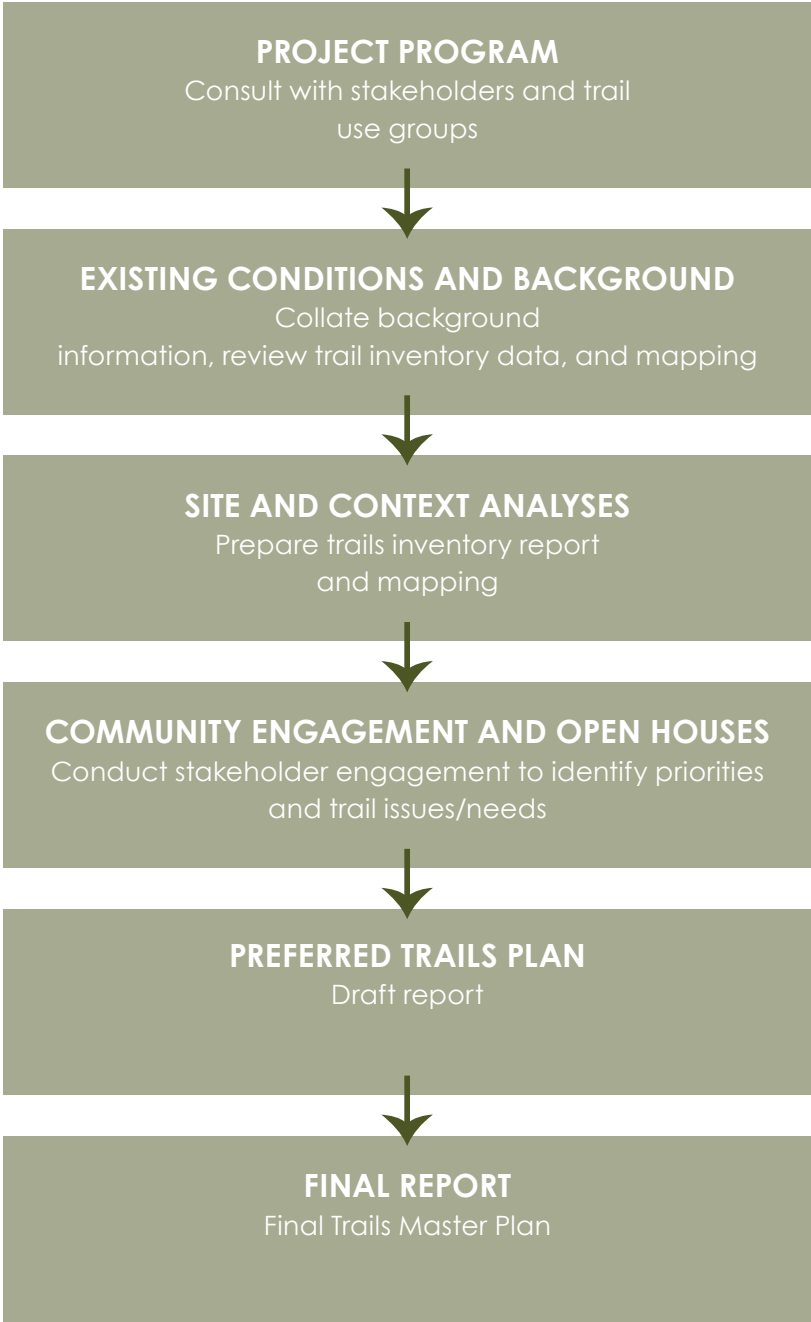 PROJECT PROGRAM
Consult with stakeholders and trail
use groups
EXISTING CONDITIONS AND BACKGROUND
Collate background
information, review trail inventory data, and mapping
SITE AND CONTEXT ANALYSES
Prepare trails inventory report
and mapping
COMMUNITY ENGAGEMENT AND OPEN HOUSES
Conduct stakeholder engagement to identify priorities
and trail issues/needs
PREFERRED TRAILS PLAN
Draft report
FINAL REPORT
Final Trails Master Plan